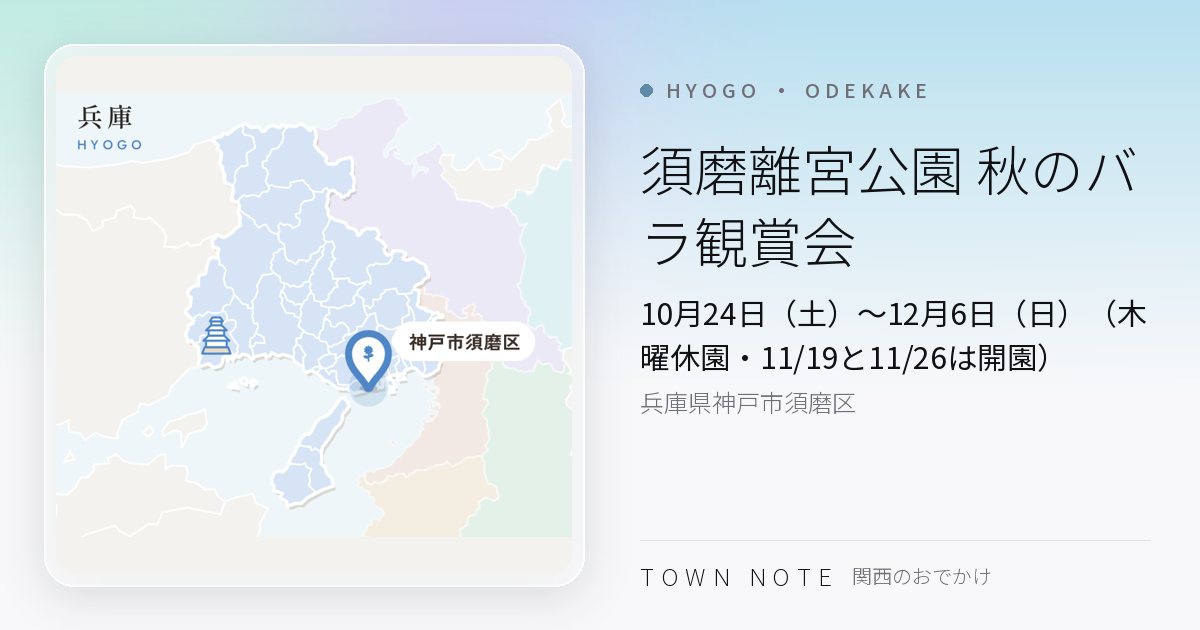 兵庫
HYOGO
神戸市須磨区
HYOGO ・ ODEKAKE
須磨離宮公園 秋のバ
ラ観賞会
10月24日（土）〜12月6日（日）（木
曜休園・11/19と11/26は開園）
兵庫県神戸市須磨区
TOWN NOTE 関西のおでかけ